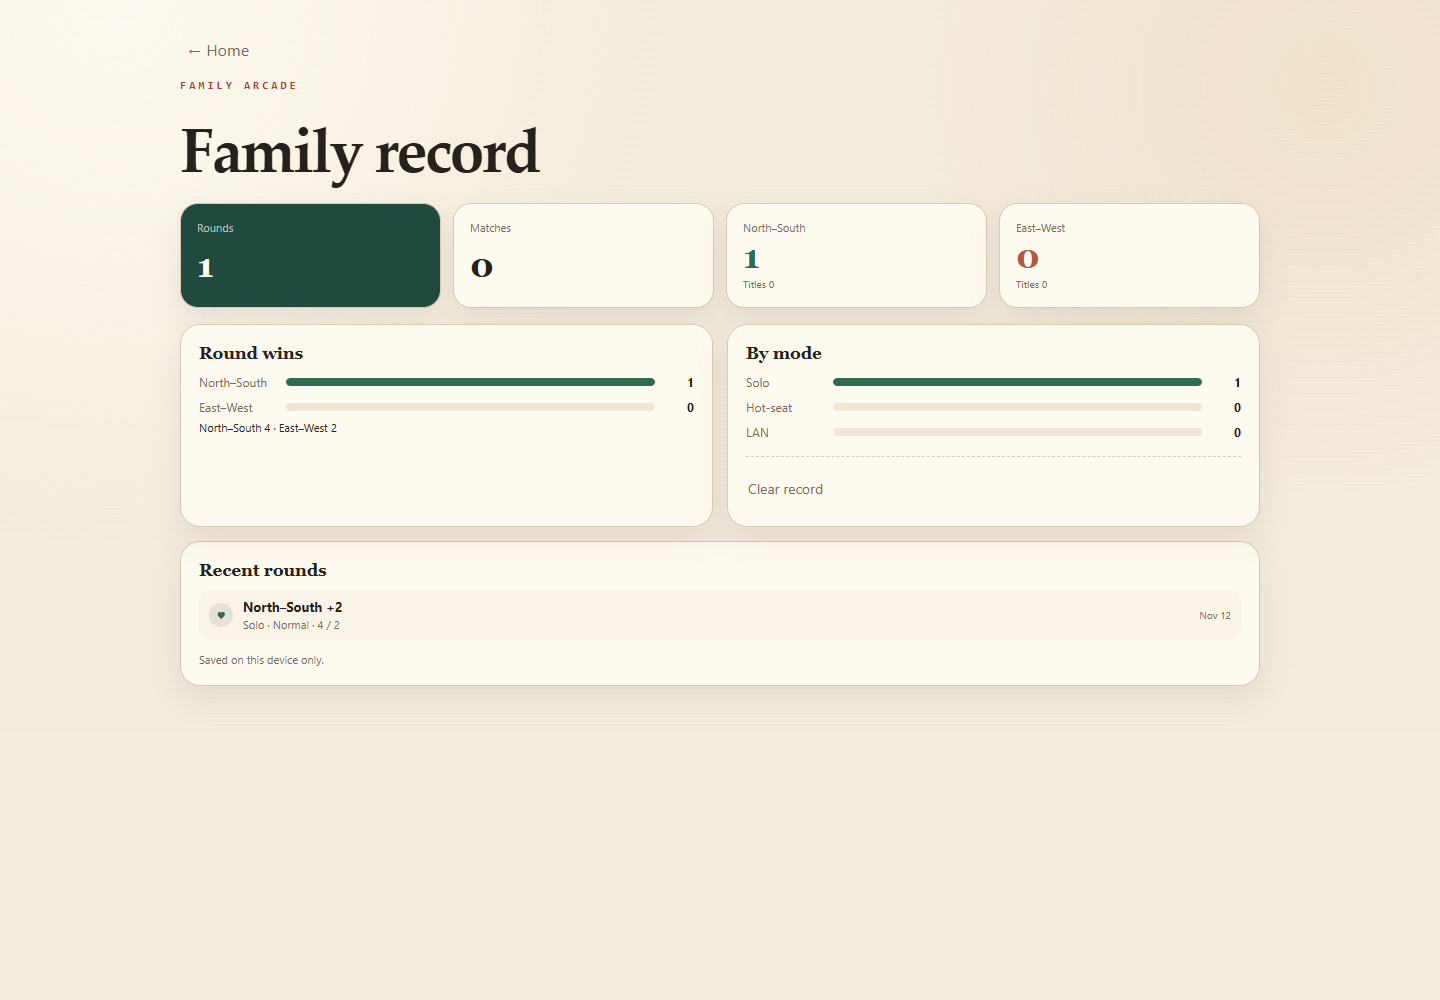 ← Home
FAMILY ARCADE
Family record
Rounds
1
Matches
0
North–South
1
Titles 0
East–West
0
Titles 0
Round wins
North–South 1
East–West 0
North–South 4 · East–West 2
By mode
Solo 1
Hot-seat 0
LAN 0
Clear record
Recent rounds
North–South +2
Solo · Normal · 4 / 2
Nov 12
Saved on this device only.